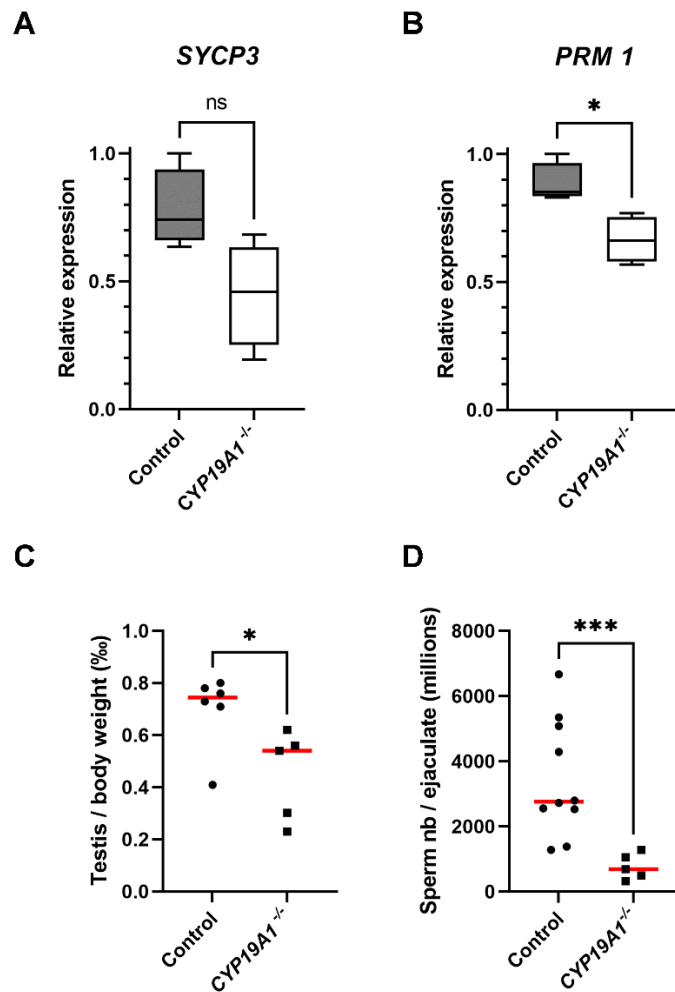 A
SYCP3
ns
Relative expression
1.0
0.5
0.0
Control
CYP19A1-/-
B
PRM 1
*
Relative expression
1.0
0.5
0.0
Control
CYP19A1-/-
C
*
Testis / body weight (‰)
1.0
0.8
0.6
0.4
0.2
0.0
Control
CYP19A1-/-
D
***
Sperm nb / ejaculate (millions)
8000
6000
4000
2000
0
Control
CYP19A1-/-